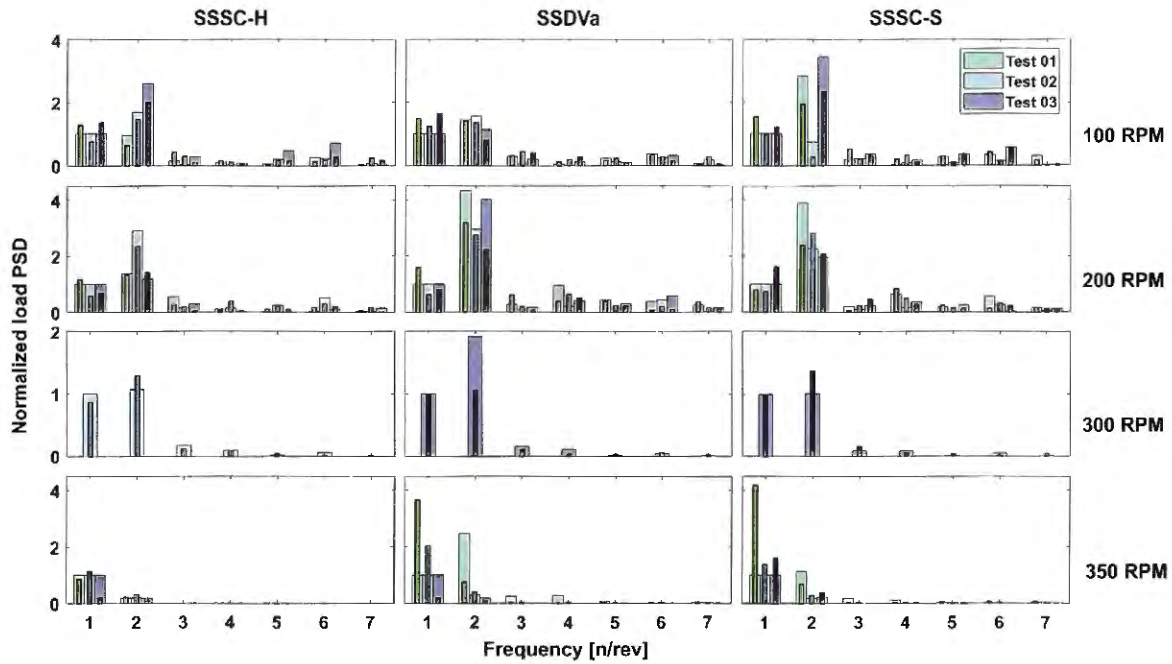 SSSC-H SSDVa SSSC-S
4
2
0
Test 01
Test 02
Test 03
100 RPM
4
2
0
200 RPM
2
1
0
300 RPM
4
2
0
350 RPM
1 2 3 4 5 6 7 1 2 3 4 5 6 7 1 2 3 4 5 6 7
Normalized load PSD
Frequency [n/rev]